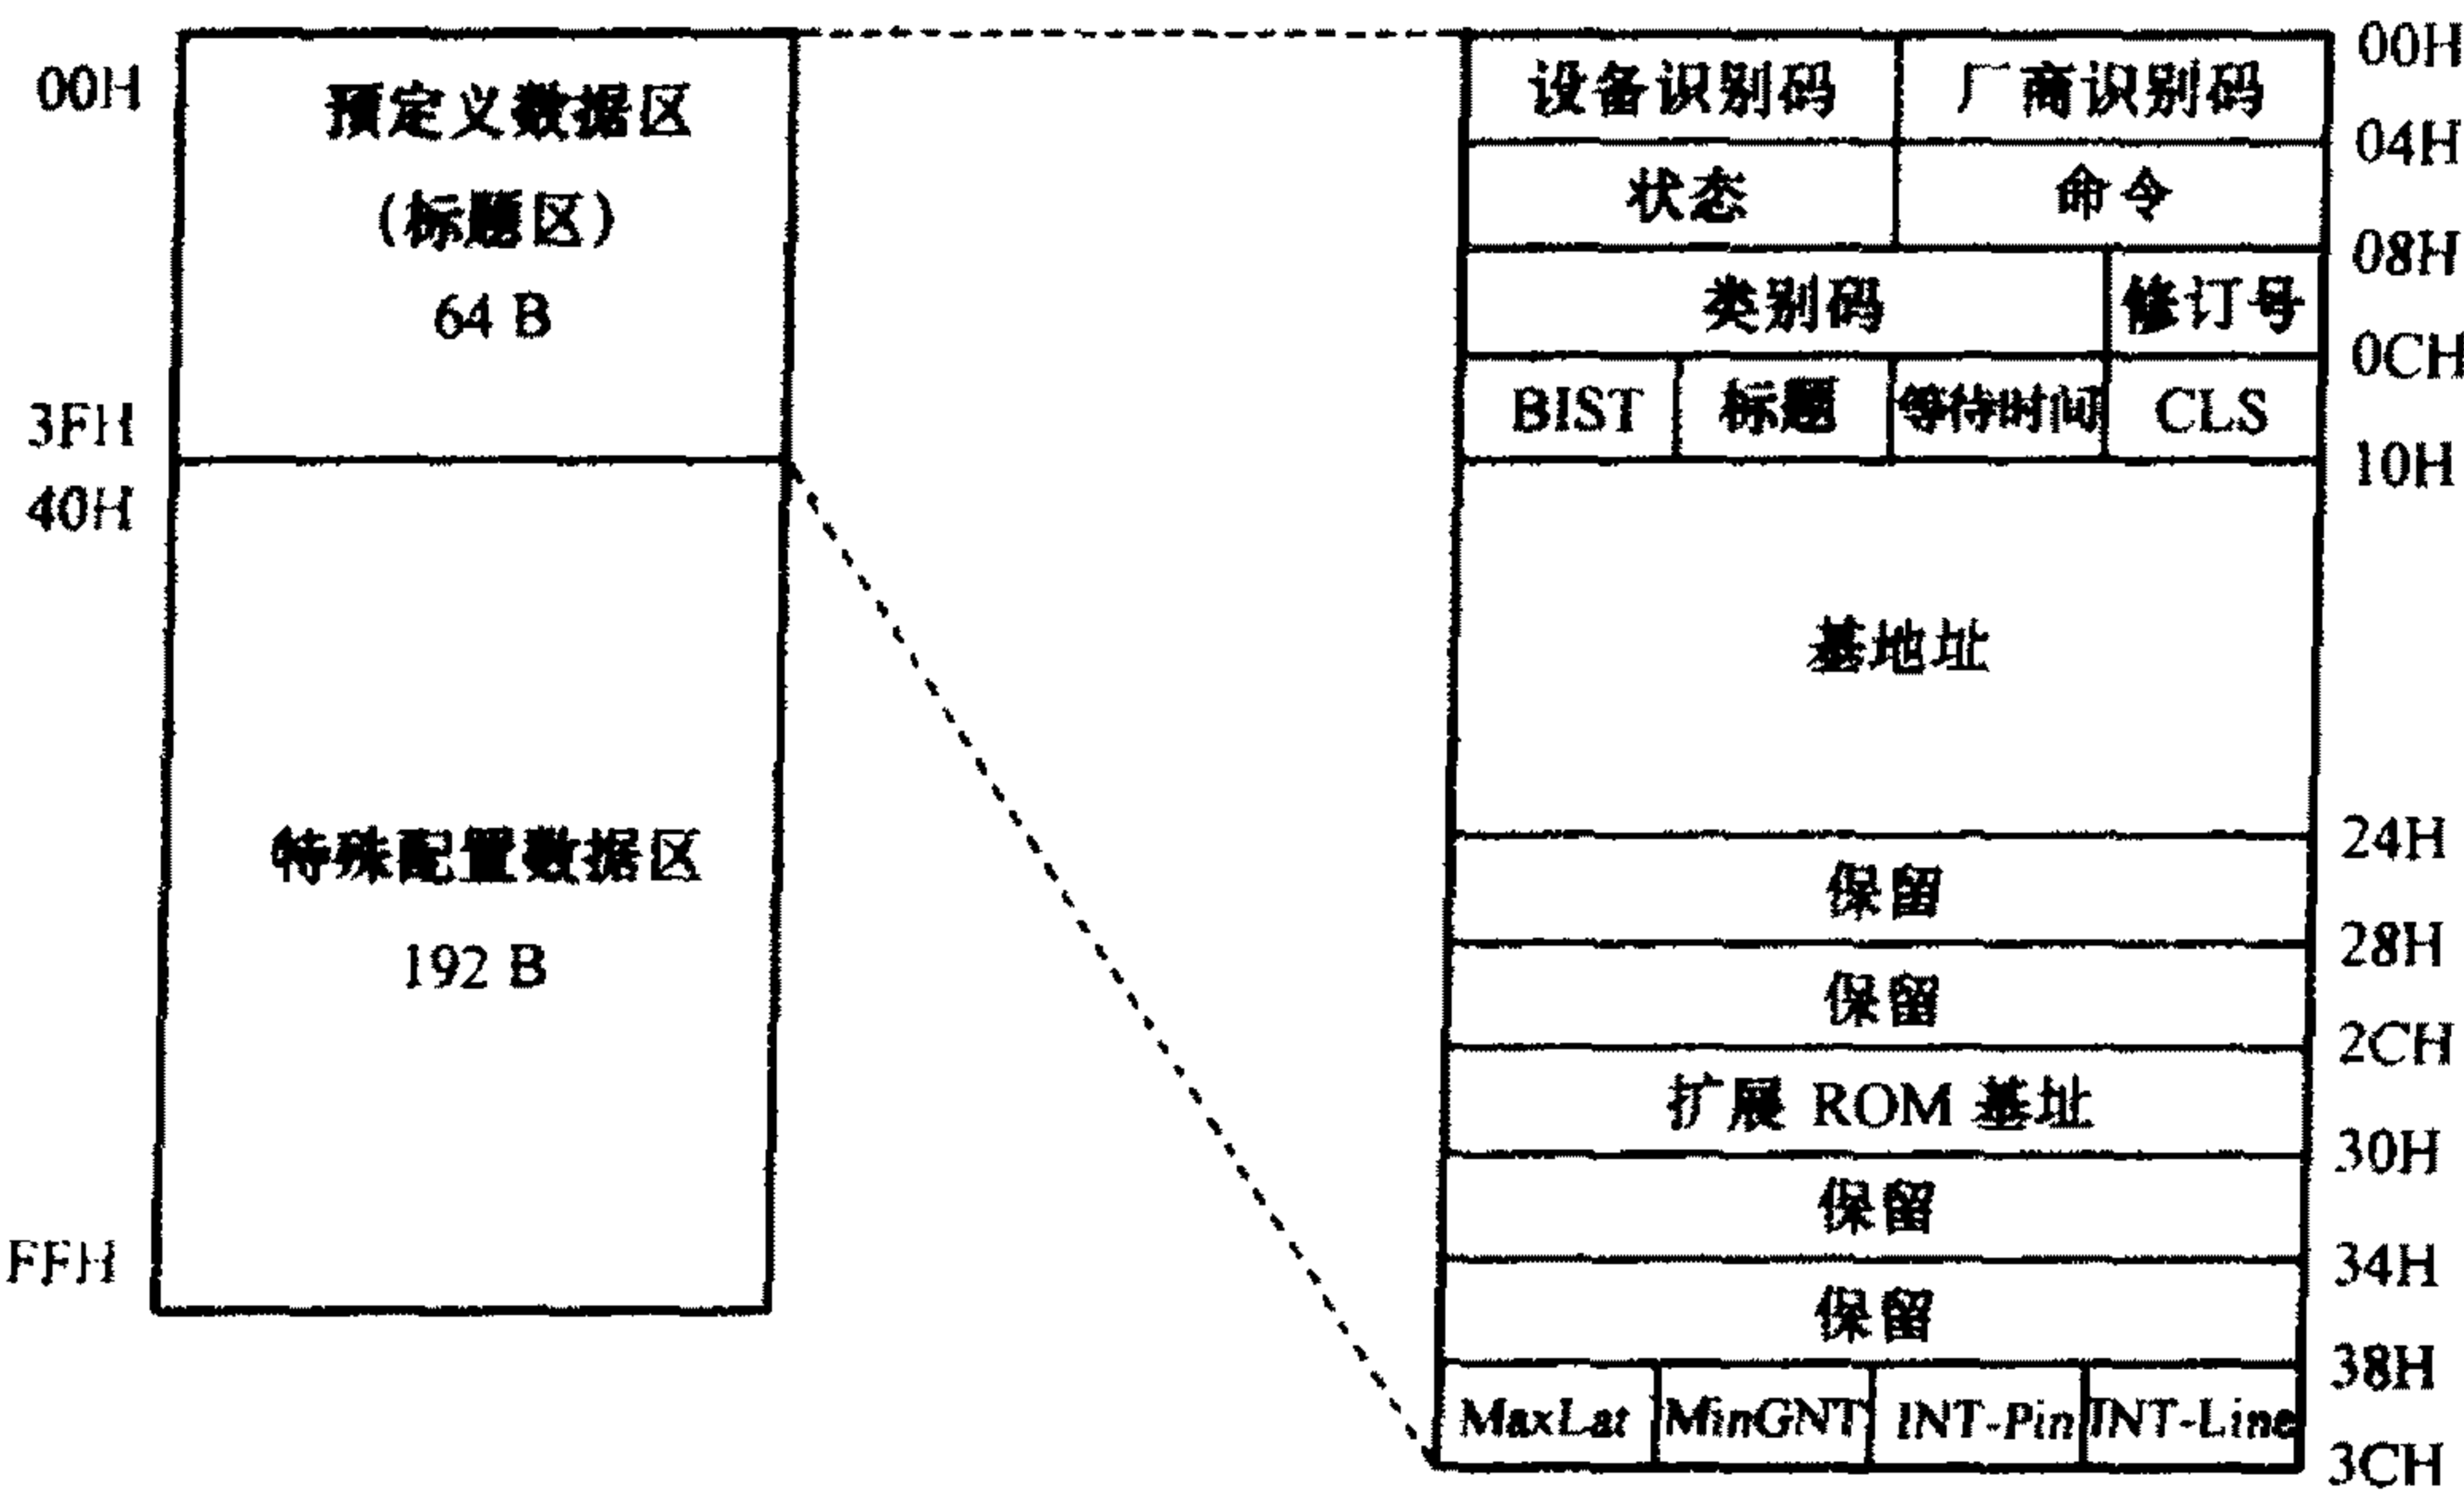 00H
预定义数据区
(标题区)
64 B
3FH
40H
特殊配置数据区
192 B
FFH
00H
设备识别码 厂商识别码
04H
状态 命令
08H
类别码 修订号
0CH
BIST 标题 等待时间 CLS
10H
基地址
24H
保留
28H
保留
2CH
扩展 ROM 基址
30H
保留
34H
保留
38H
MaxLat MinGNT INT-Pin INT-Line
3CH